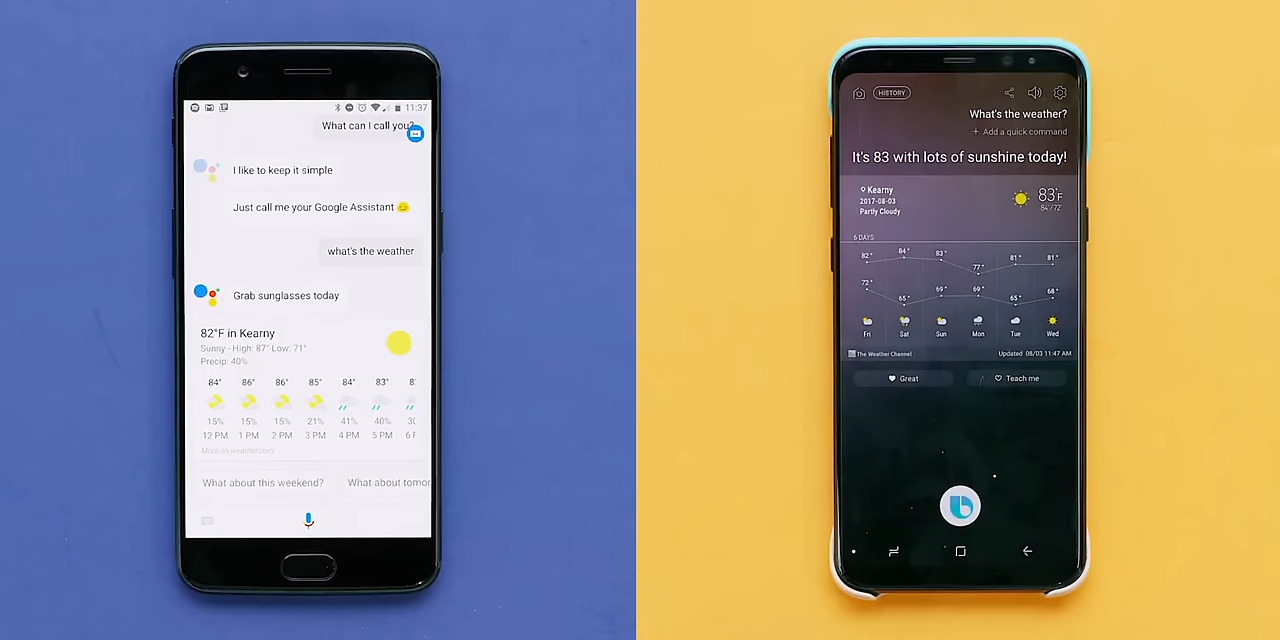 11:37
What can I call you?
I like to keep it simple
Just call me your Google Assistant
what's the weather
Grab sunglasses today
82°F in Kearny
Sunny - High: 87° Low: 71°
Precip: 40%
84° 86° 86° 85° 84° 83°
15% 15% 15% 21% 41% 40%
12 PM 1 PM 2 PM 3 PM 4 PM 5 PM
More on weather.com
What about this weekend? What about tomor
HISTORY
What's the weather?
+ Add a quick command
It's 83 with lots of sunshine today!
Kearny
2017-08-03
Partly Cloudy
83°F
84°/72°
6 DAYS
82° 84° 83° 77° 81° 81°
72° 65° 69° 69° 65° 68°
Fri Sat Sun Mon Tue Wed
The Weather Channel Updated 08/03 11:47 AM
Great Teach me